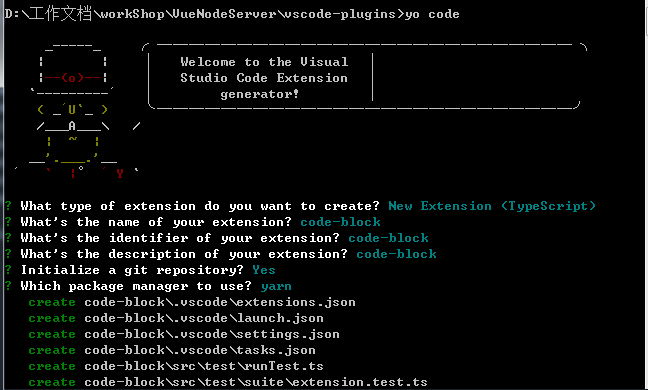 D:\工作文档\workShop\VueNodeServer\vscode-plugins>yo code
Welcome to the Visual
Studio Code Extension
generator!
? What type of extension do you want to create? New Extension (TypeScript)
? What's the name of your extension? code-block
? What's the identifier of your extension? code-block
? What's the description of your extension? code-block
? Initialize a git repository? Yes
? Which package manager to use? yarn
create code-block\.vscode\extensions.json
create code-block\.vscode\launch.json
create code-block\.vscode\settings.json
create code-block\.vscode\tasks.json
create code-block\src\test\runTest.ts
create code-block\src\test\suite\extension.test.ts